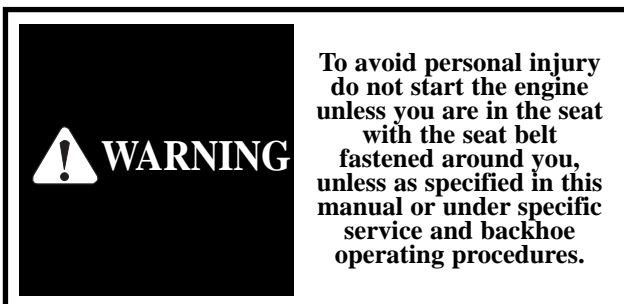 WARNING
To avoid personal injury
do not start the engine
unless you are in the seat
with the seat belt
fastened around you,
unless as specified in this
manual or under specific
service and backhoe
operating procedures.